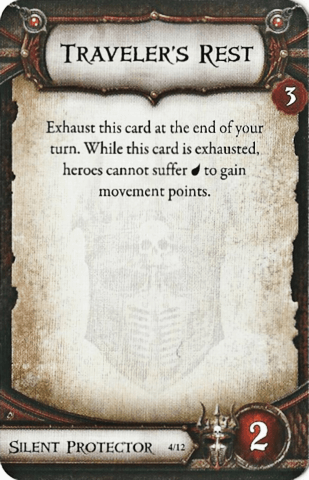 TRAVELER'S REST
3
Exhaust this card at the end of your
turn. While this card is exhausted,
heroes cannot suffer to gain
movement points.
SILENT PROTECTOR 4/12
2